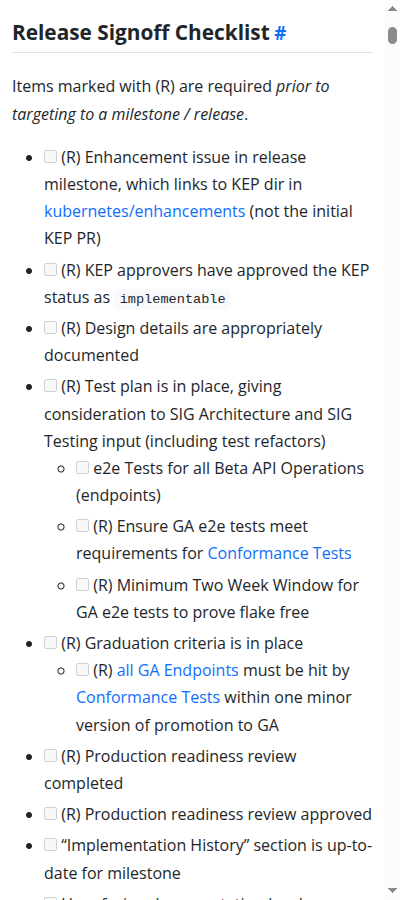 Release Signoff Checklist #
Items marked with (R) are required prior to
targeting to a milestone / release.
(R) Enhancement issue in release
milestone, which links to KEP dir in
kubernetes/enhancements (not the initial
KEP PR)
(R) KEP approvers have approved the KEP
status as implementable
(R) Design details are appropriately
documented
(R) Test plan is in place, giving
consideration to SIG Architecture and SIG
Testing input (including test refactors)
e2e Tests for all Beta API Operations
(endpoints)
(R) Ensure GA e2e tests meet
requirements for Conformance Tests
(R) Minimum Two Week Window for
GA e2e tests to prove flake free
(R) Graduation criteria is in place
(R) all GA Endpoints must be hit by
Conformance Tests within one minor
version of promotion to GA
(R) Production readiness review
completed
(R) Production readiness review approved
“Implementation History” section is up-to-
date for milestone